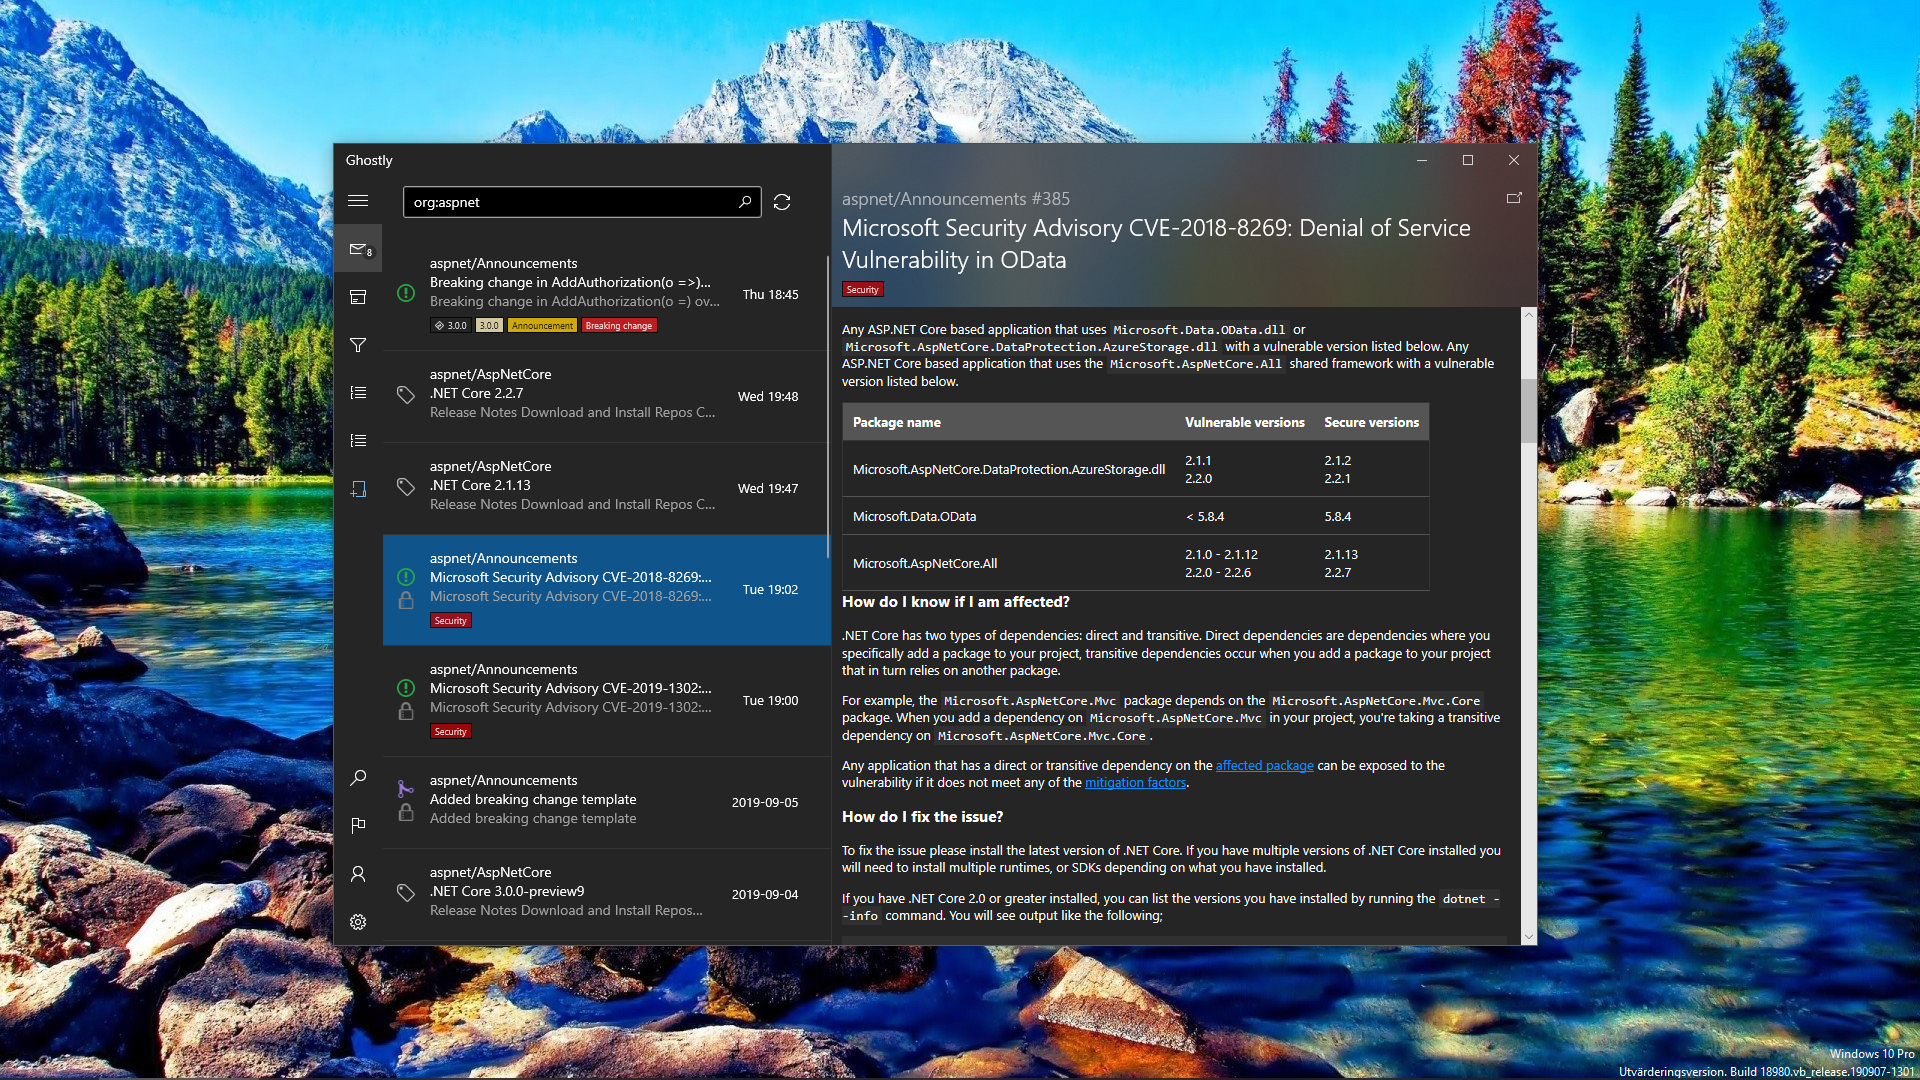 Ghostly
org:aspnet
8
aspnet/Announcements
Breaking change in AddAuthorization(o =>)...
Breaking change in AddAuthorization(o =) ov...
Thu 18:45
3.0.0 3.0.0 Announcement Breaking change
aspnet/AspNetCore
.NET Core 2.2.7
Release Notes Download and Install Repos C...
Wed 19:48
aspnet/AspNetCore
.NET Core 2.1.13
Release Notes Download and Install Repos C...
Wed 19:47
aspnet/Announcements
Microsoft Security Advisory CVE-2018-8269:...
Microsoft Security Advisory CVE-2018-8269:...
Tue 19:02
Security
aspnet/Announcements
Microsoft Security Advisory CVE-2019-1302:...
Microsoft Security Advisory CVE-2019-1302:...
Tue 19:00
Security
aspnet/Announcements
Added breaking change template
Added breaking change template
2019-09-05
aspnet/AspNetCore
.NET Core 3.0.0-preview9
Release Notes Download and Install Repos...
2019-09-04
aspnet/Announcements #385
Microsoft Security Advisory CVE-2018-8269: Denial of Service
Vulnerability in OData
Security
Any ASP.NET Core based application that uses Microsoft.Data.OData.dll or
Microsoft.AspNetCore.DataProtection.AzureStorage.dll with a vulnerable version listed below. Any
ASP.NET Core based application that uses the Microsoft.AspNetCore.All shared framework with a vulnerable
version listed below.
Package name Vulnerable versions Secure versions
Microsoft.AspNetCore.DataProtection.AzureStorage.dll
2.1.1 2.1.2
2.2.0 2.2.1
Microsoft.Data.OData < 5.8.4 5.8.4
Microsoft.AspNetCore.All
2.1.0 - 2.1.12 2.1.13
2.2.0 - 2.2.6 2.2.7
How do I know if I am affected?
.NET Core has two types of dependencies: direct and transitive. Direct dependencies are dependencies where you
specifically add a package to your project, transitive dependencies occur when you add a package to your project
that in turn relies on another package.
For example, the Microsoft.AspNetCore.Mvc package depends on the Microsoft.AspNetCore.Mvc.Core
package. When you add a dependency on Microsoft.AspNetCore.Mvc in your project, you're taking a transitive
dependency on Microsoft.AspNetCore.Mvc.Core.
Any application that has a direct or transitive dependency on the affected package can be exposed to the
vulnerability if it does not meet any of the mitigation factors.
How do I fix the issue?
To fix the issue please install the latest version of .NET Core. If you have multiple versions of .NET Core installed you
will need to install multiple runtimes, or SDKs depending on what you have installed.
If you have .NET Core 2.0 or greater installed, you can list the versions you have installed by running the dotnet -
-info command. You will see output like the following;
Windows 10 Pro
Utvärderingsversion. Build 18980.vb_release.190907-1301